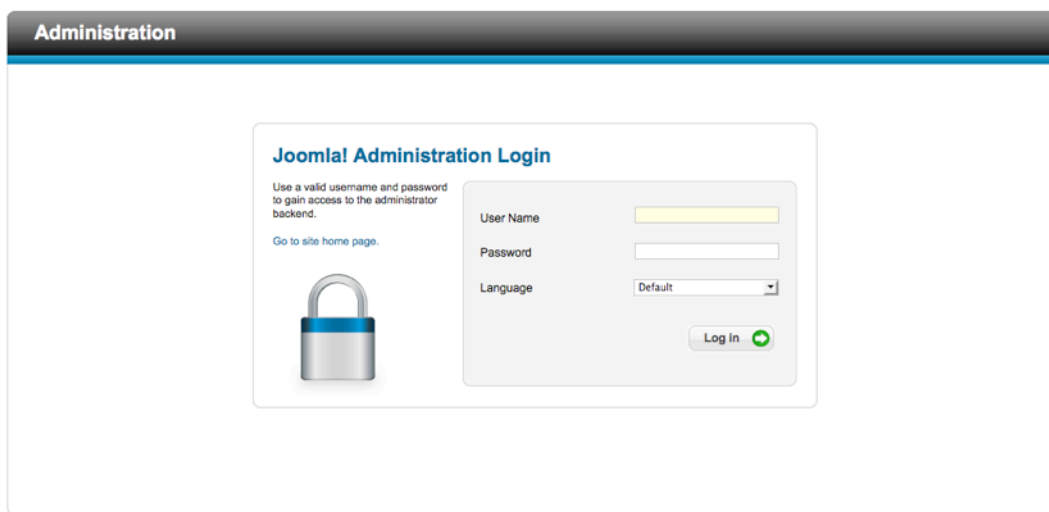 Administration
Joomla! Administration Login
Use a valid username and password
to gain access to the administrator
backend.
Go to site home page.
User Name
Password
Language
Default
Log in